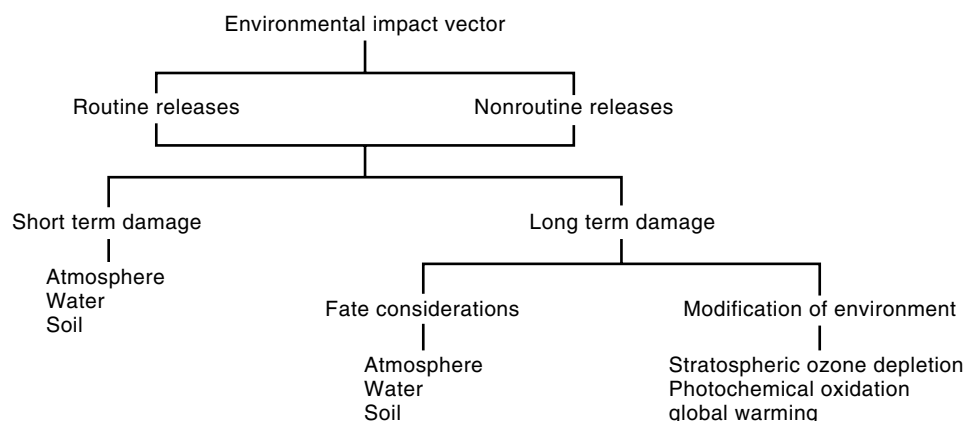 Environmental impact vector
Routine releases
Nonroutine releases
Short term damage
Long term damage
Atmosphere
Water
Soil
Fate considerations
Modification of environment
Atmosphere
Water
Soil
Stratospheric ozone depletion
Photochemical oxidation
global warming